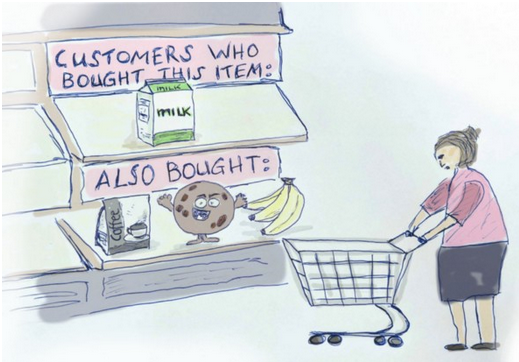 CUSTOMERS WHO
BOUGHT THIS ITEM:
MILK
MILK
ALSO BOUGHT:
Coffee